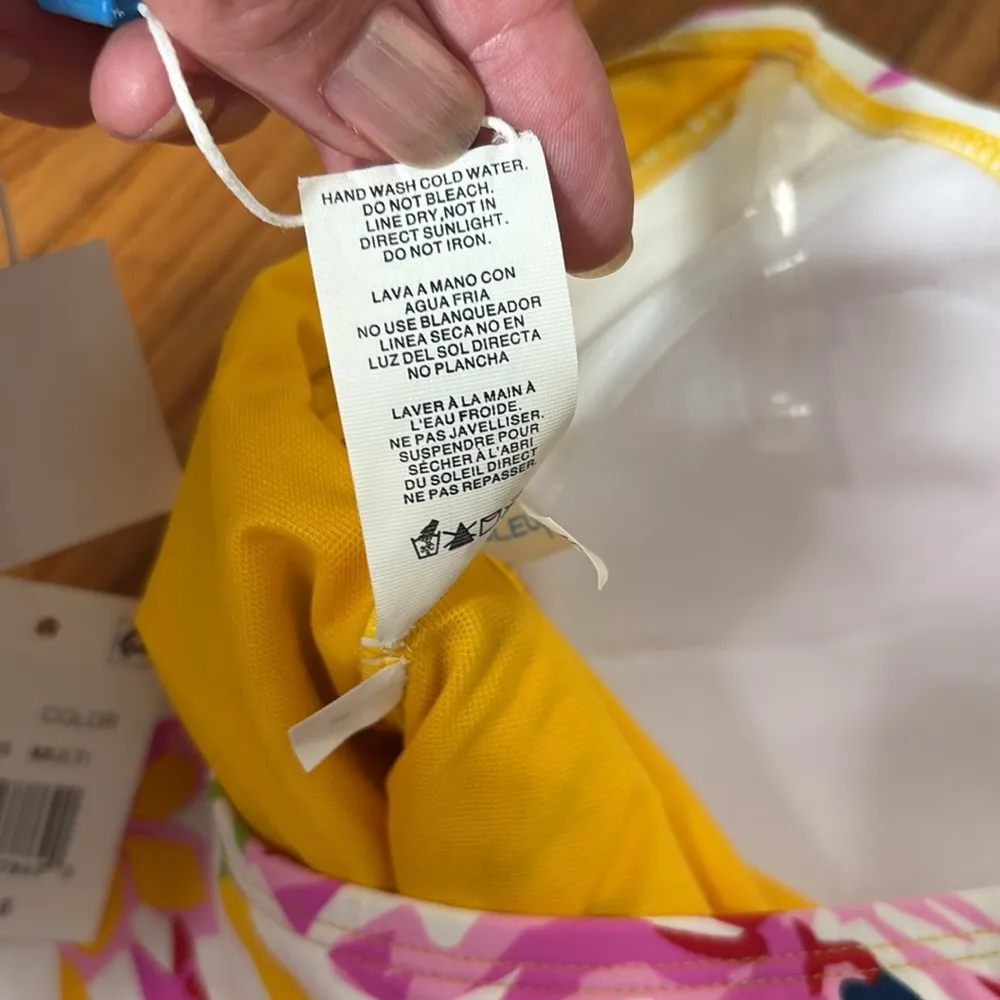 HAND WASH COLD WATER.
DO NOT BLEACH.
LINE DRY,NOT IN
DIRECT SUNLIGHT.
DO NOT IRON.
LAVA A MANO CON
AGUA FRIA
NO USE BLANQUEADOR
LINEA SECA NO EN
LUZ DEL SOL DIRECTA
NO PLANCHA
LAVER À LA MAIN À
L'EAU FROIDE.
NE PAS JAVELLISER.
SUSPENDRE POUR
SÉCHER À L'ABRI
DU SOLEIL DIRECT
NE PAS REPASSER.
COLOR
MULTI